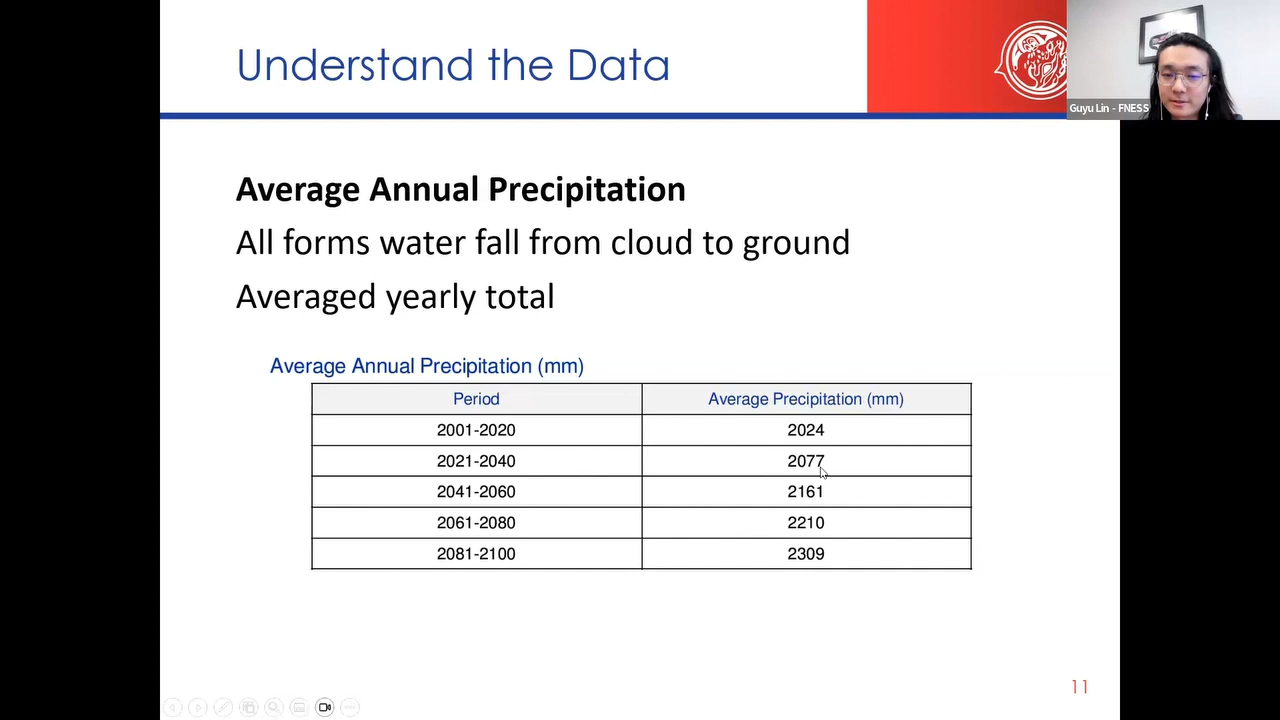 Understand the Data
Guyu Lin - FNESS
Average Annual Precipitation
All forms water fall from cloud to ground
Averaged yearly total
Average Annual Precipitation (mm)
Period Average Precipitation (mm)
2001-2020 2024
2021-2040 2077
2041-2060 2161
2061-2080 2210
2081-2100 2309
11